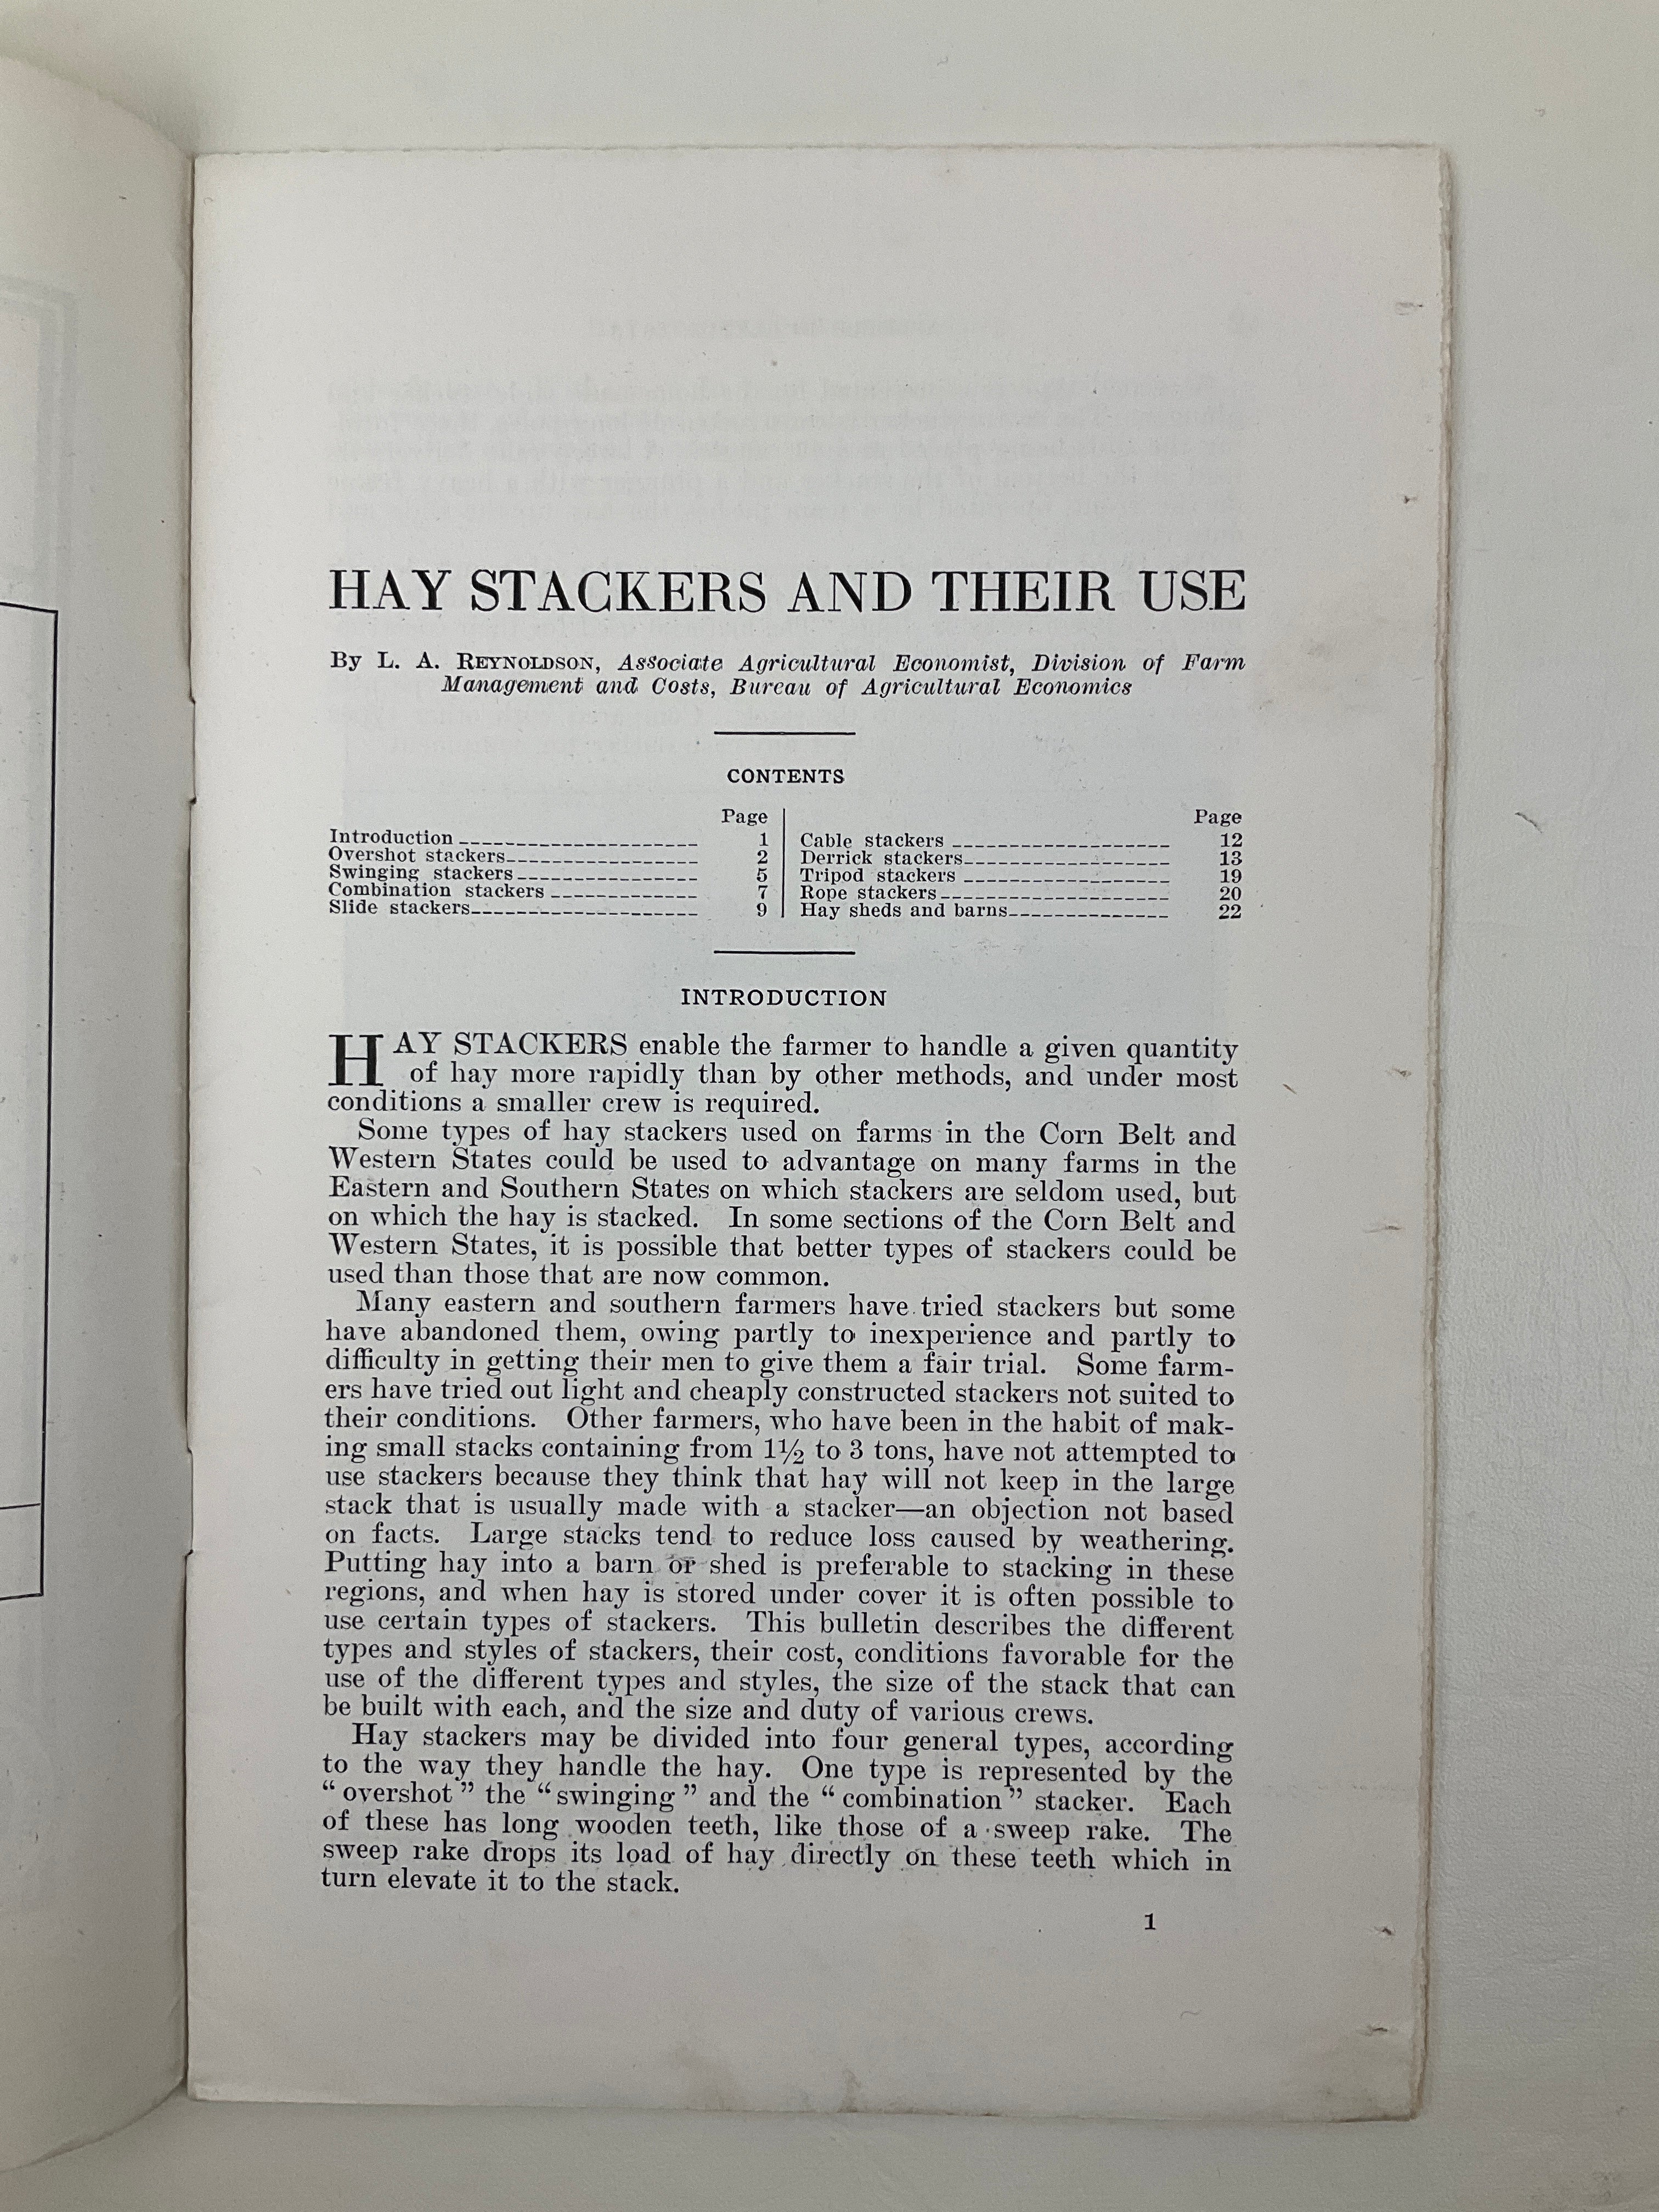 HAY STACKERS AND THEIR USE
By L. A. REYNOLDSON, Associate Agricultural Economist, Division of Farm
Management and Costs, Bureau of Agricultural Economics
CONTENTS
Page
Introduction 1
Overshot stackers 2
Swinging stackers 5
Combination stackers 7
Slide stackers 9
Page
Cable stackers 12
Derrick stackers 13
Tripod stackers 19
Rope stackers 20
Hay sheds and barns 22
INTRODUCTION
HAY STACKERS enable the farmer to handle a given quantity
of hay more rapidly than by other methods, and under most
conditions a smaller crew is required.
Some types of hay stackers used on farms in the Corn Belt and
Western States could be used to advantage on many farms in the
Eastern and Southern States on which stackers are seldom used, but
on which the hay is stacked. In some sections of the Corn Belt and
Western States, it is possible that better types of stackers could be
used than those that are now common.
Many eastern and southern farmers have tried stackers but some
have abandoned them, owing partly to inexperience and partly to
difficulty in getting their men to give them a fair trial. Some farm-
ers have tried out light and cheaply constructed stackers not suited to
their conditions. Other farmers, who have been in the habit of mak-
ing small stacks containing from 1½ to 3 tons, have not attempted to
use stackers because they think that hay will not keep in the large
stack that is usually made with a stacker—an objection not based
on facts. Large stacks tend to reduce loss caused by weathering.
Putting hay into a barn or shed is preferable to stacking in these
regions, and when hay is stored under cover it is often possible to
use certain types of stackers. This bulletin describes the different
types and styles of stackers, their cost, conditions favorable for the
use of the different types and styles, the size of the stack that can
be built with each, and the size and duty of various crews.
Hay stackers may be divided into four general types, according
to the way they handle the hay. One type is represented by the
“overshot” the “swinging” and the “combination” stacker. Each
of these has long wooden teeth, like those of a sweep rake. The
sweep rake drops its load of hay directly on these teeth which in
turn elevate it to the stack.
1